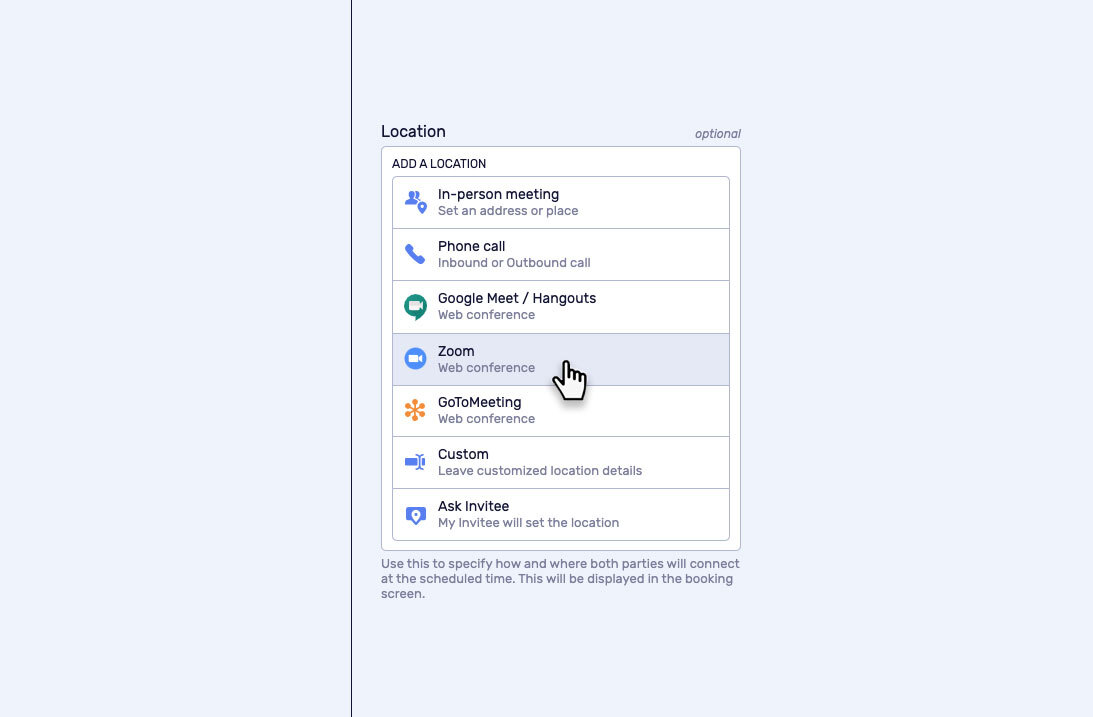 Location
optional
ADD A LOCATION
In-person meeting
Set an address or place
Phone call
Inbound or Outbound call
Google Meet / Hangouts
Web conference
Zoom
Web conference
GoToMeeting
Web conference
Custom
Leave customized location details
Ask Invitee
My Invitee will set the location
Use this to specify how and where both parties will connect
at the scheduled time. This will be displayed in the booking
screen.